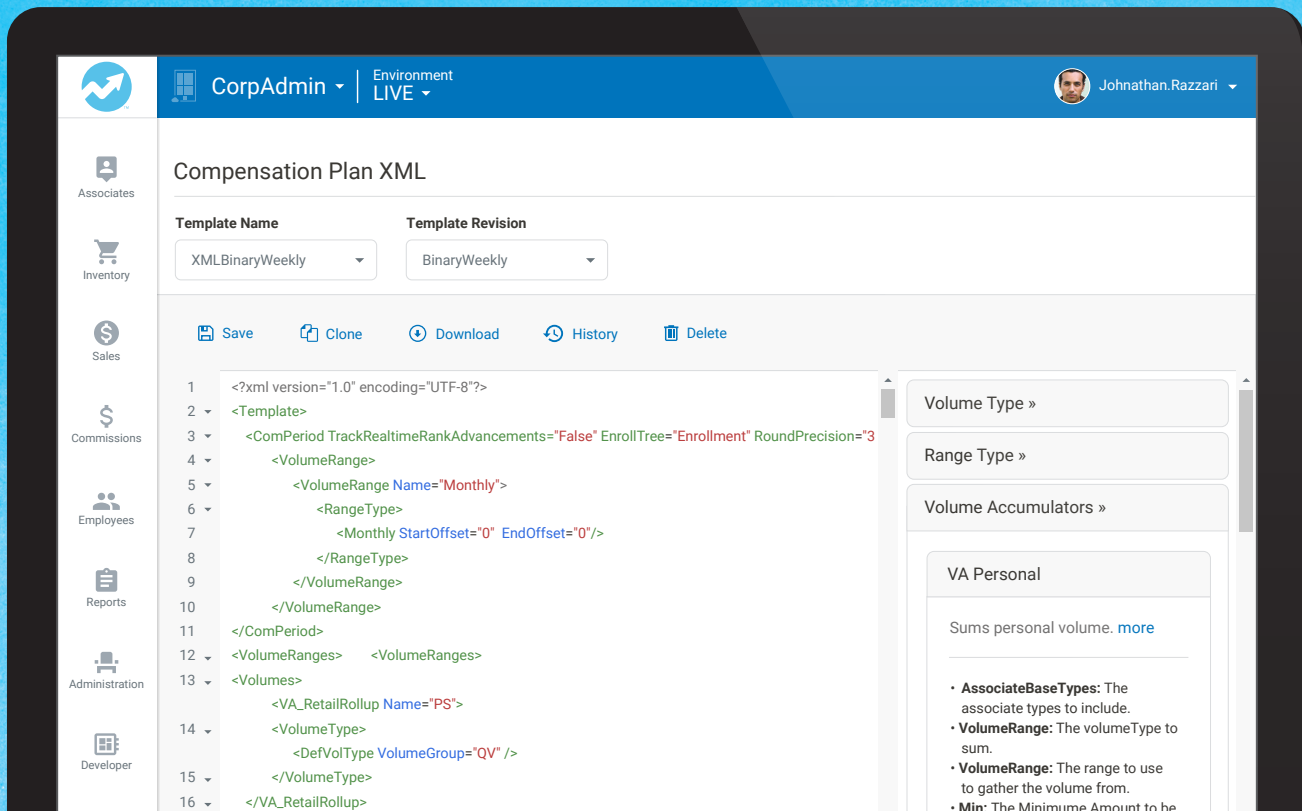 CorpAdmin
Environment
LIVE
Johnathan.Razzari
Associates
Inventory
Sales
Commissions
Employees
Reports
Administration
Developer
Compensation Plan XML
Template Name
Template Revision
XMLBinaryWeekly
BinaryWeekly
Save
Clone
Download
History
Delete
1 <?xml version="1.0" encoding="UTF-8"?>
2 <Template>
3 <ComPeriod TrackRealtimeRankAdvancements="False" EnrollTree="Enrollment" RoundPrecision="3
4 <VolumeRange>
5 <VolumeRange Name="Monthly">
6 <RangeType>
7 <Monthly StartOffset="0" EndOffset="0"/>
8 </RangeType>
9 </VolumeRange>
10 </VolumeRange>
11 </ComPeriod>
12 <VolumeRanges> <VolumeRanges>
13 <Volumes>
<VA_RetailRollup Name="PS">
14 <VolumeType>
<DefVolType VolumeGroup="QV" />
15 </VolumeType>
16 </VA_RetailRollup>
Volume Type »
Range Type »
Volume Accumulators »
VA Personal
Sums personal volume. more
• AssociateBaseTypes: The
associate types to include.
• VolumeRange: The volumeType to
sum.
• VolumeRange: The range to use
to gather the volume from.
• Min: The Minimume Amount to be